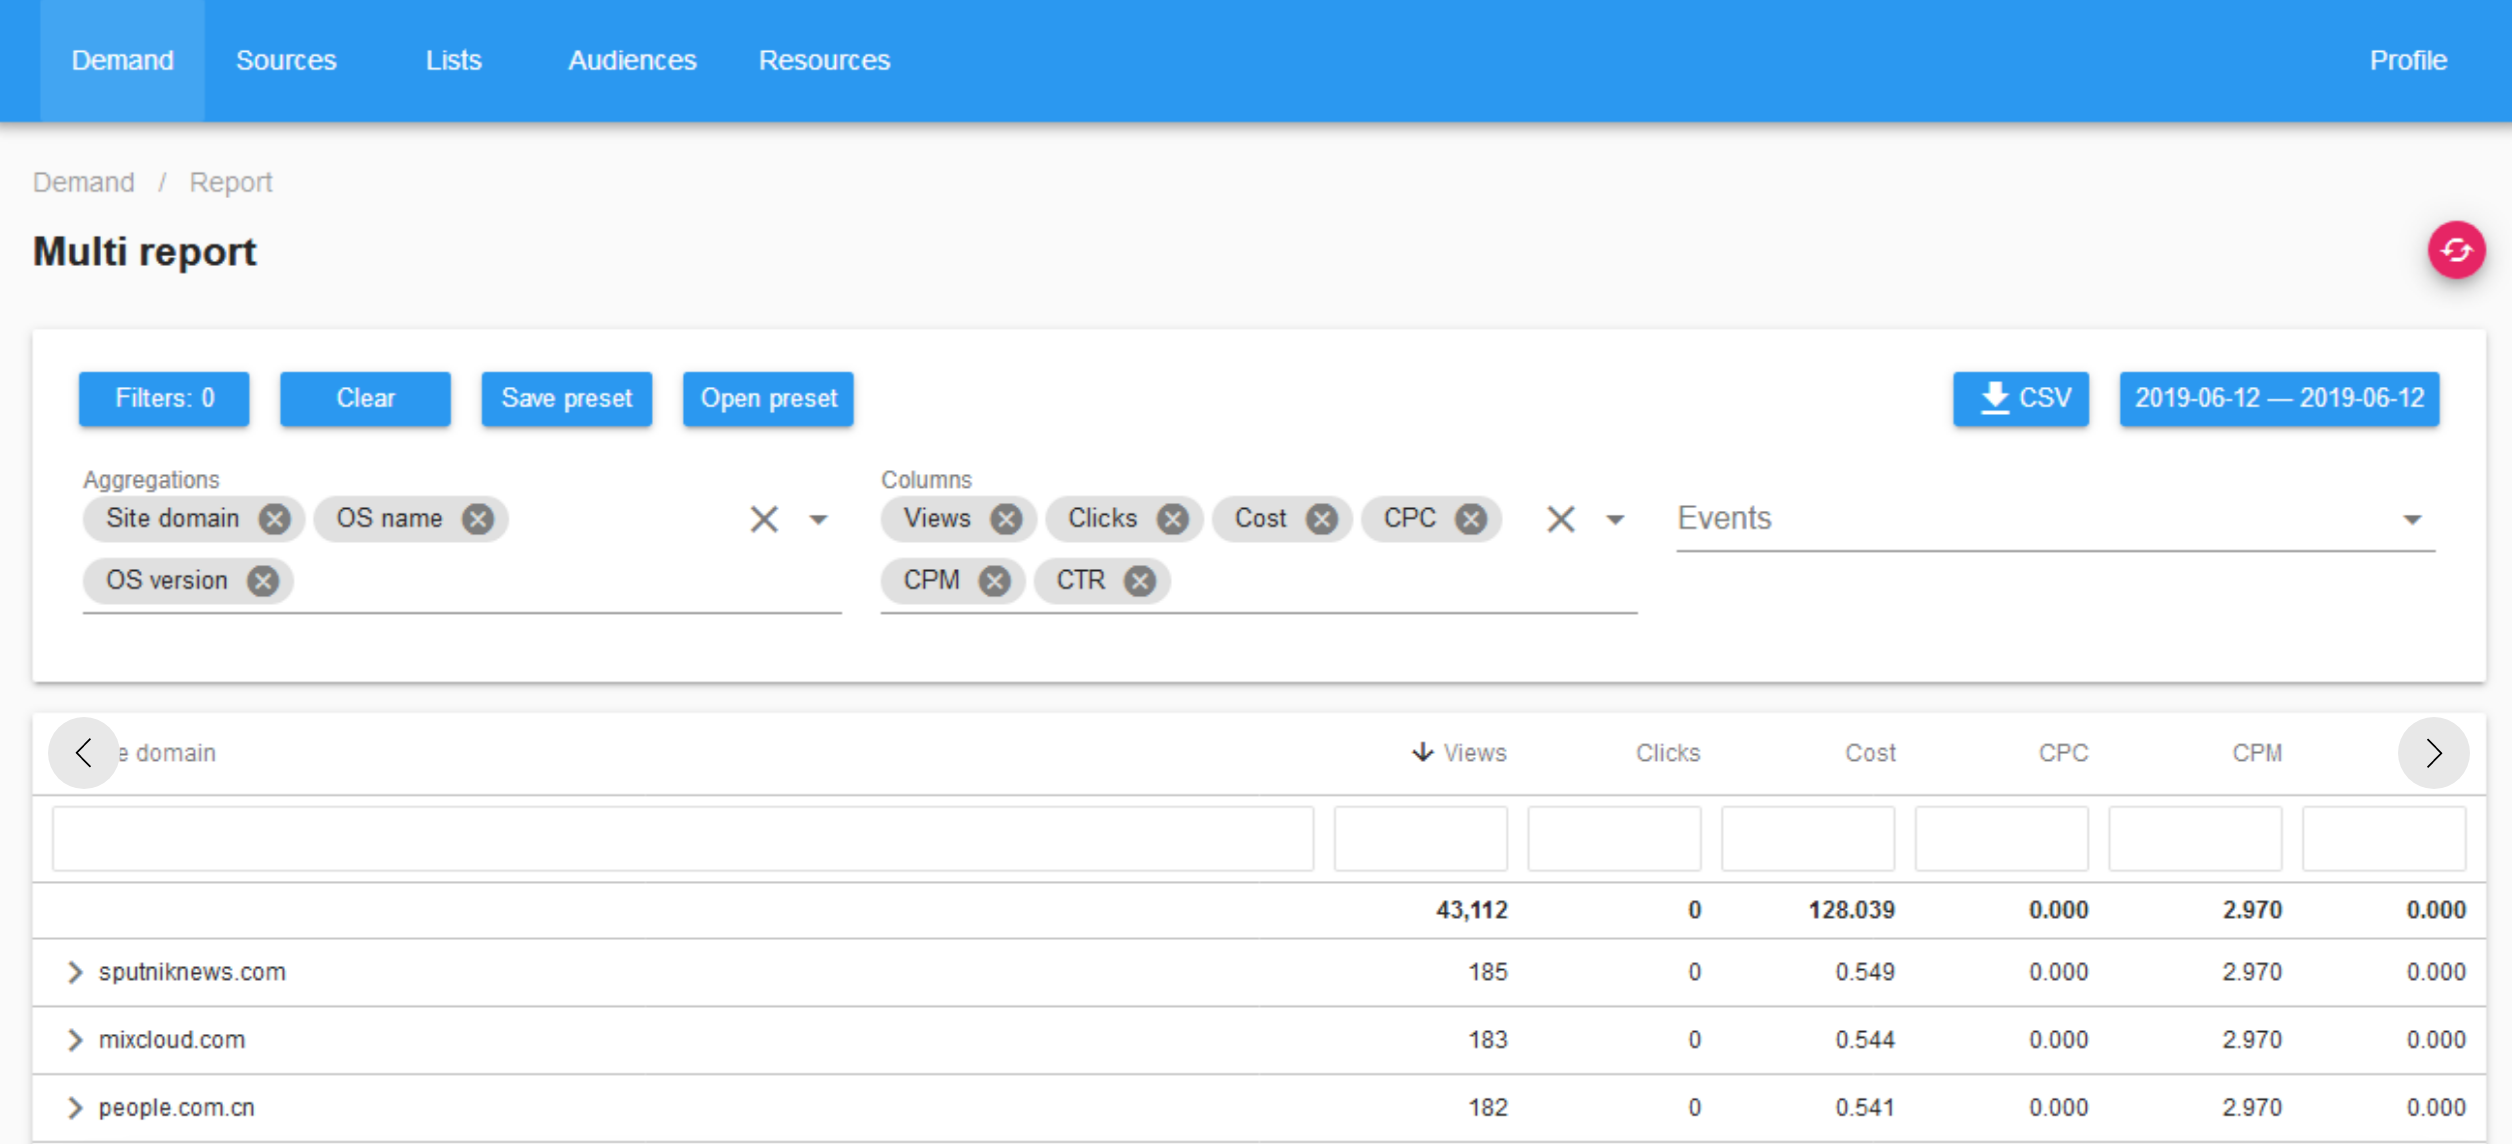 Demand Sources Lists Audiences Resources Profile
Demand / Report
Multi report
Filters: 0 Clear Save preset Open preset CSV 2019-06-12 — 2019-06-12
Aggregations Columns
Site domain OS name Views Clicks Cost CPC Events
OS version CPM CTR
e domain Views Clicks Cost CPC CPM
43,112 0 128.039 0.000 2.970 0.000
sputniknews.com 185 0 0.549 0.000 2.970 0.000
mixcloud.com 183 0 0.544 0.000 2.970 0.000
people.com.cn 182 0 0.541 0.000 2.970 0.000